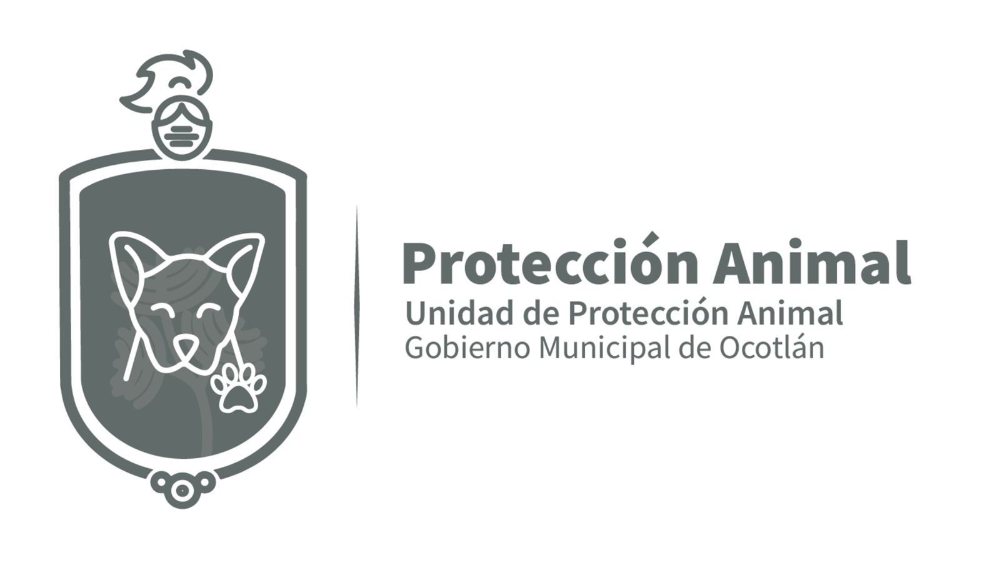 Protección Animal
Unidad de Protección Animal
Gobierno Municipal de Ocotlán